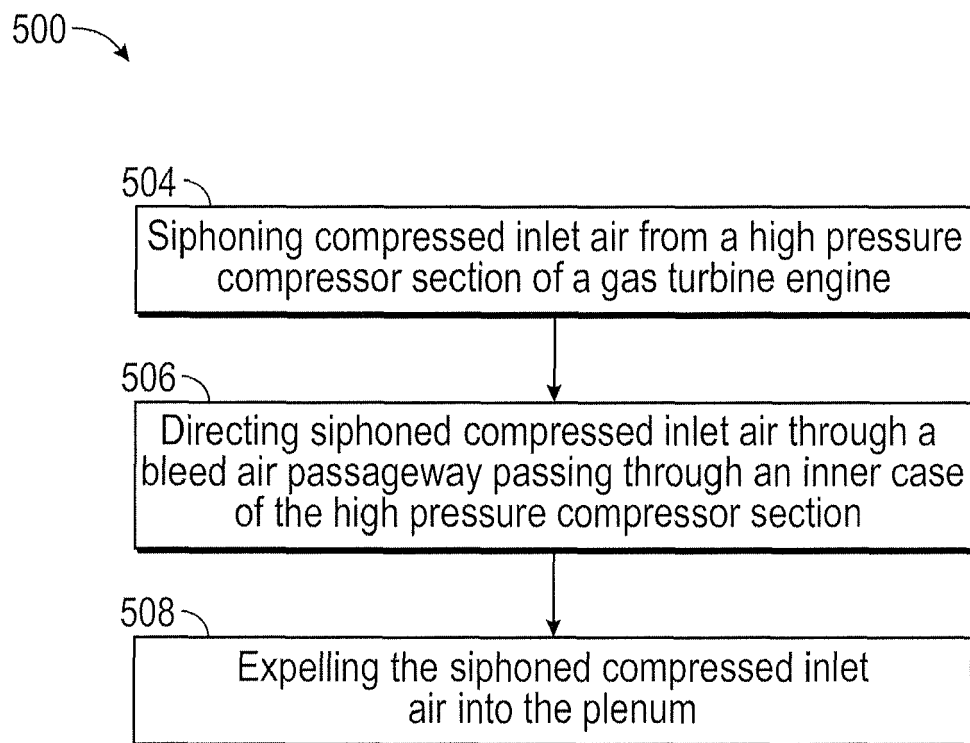 500
504
Siphoning compressed inlet air from a high pressure
compressor section of a gas turbine engine
506
Directing siphoned compressed inlet air through a
bleed air passageway passing through an inner case
of the high pressure compressor section
508
Expelling the siphoned compressed inlet
air into the plenum